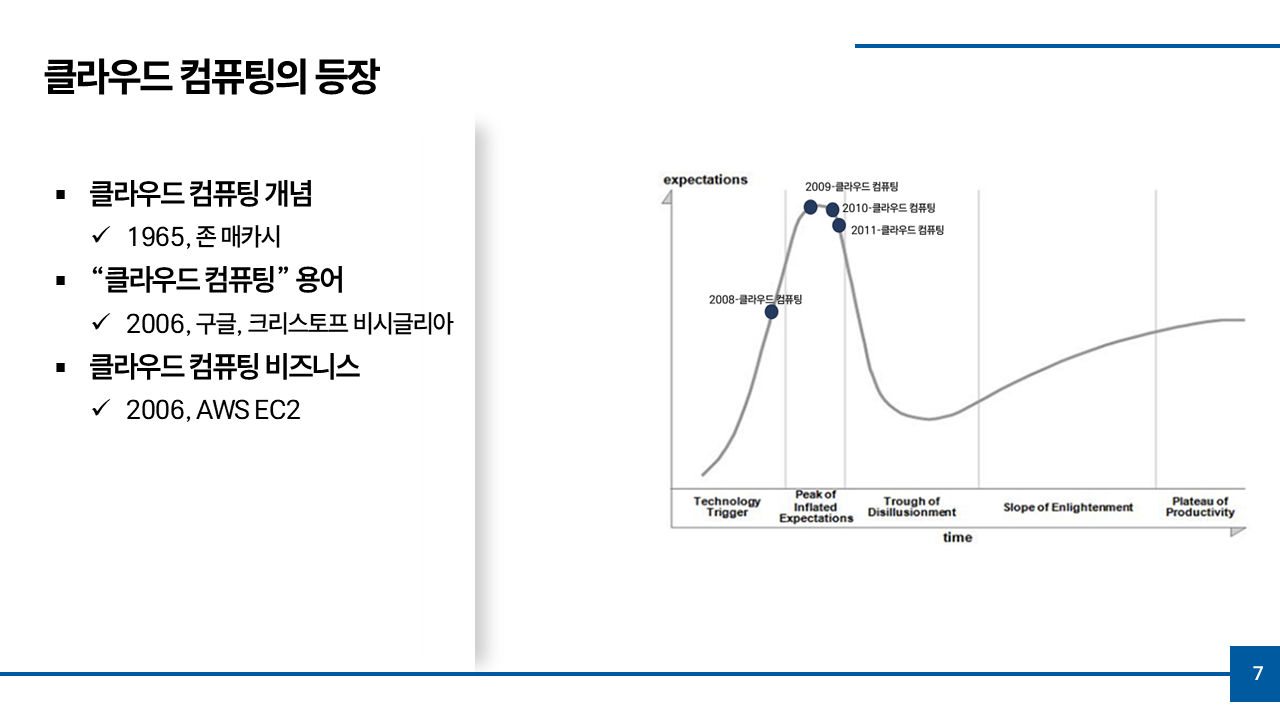 클라우드 컴퓨팅의 등장
▪ 클라우드 컴퓨팅 개념
✓ 1965, 존 매카시
▪ “클라우드 컴퓨팅” 용어
✓ 2006, 구글, 크리스토프 비시글리아
▪ 클라우드 컴퓨팅 비즈니스
✓ 2006, AWS EC2
expectations
2009-클라우드 컴퓨팅
2010-클라우드 컴퓨팅
2011-클라우드 컴퓨팅
2008-클라우드 컴퓨팅
Technology
Trigger
Peak of
Inflated
Expectations
Trough of
Disillusionment
Slope of Enlightenment
Plateau of
Productivity
time
7